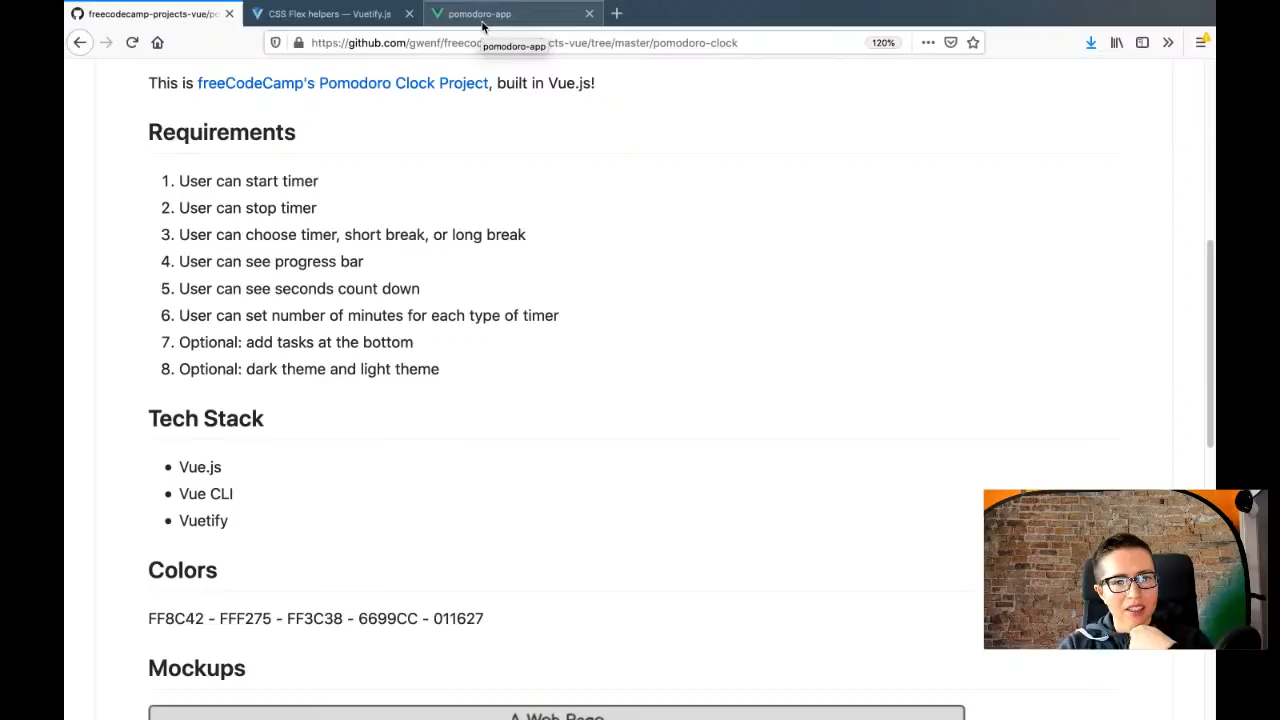 freecodecamp-projects-vue/po
CSS Flex helpers — Vuetify.js
pomodoro-app
https://github.com/gwenf/freecod
pomodoro-app
cts-vue/tree/master/pomodoro-clock
120%
This is freeCodeCamp's Pomodoro Clock Project, built in Vue.js!
Requirements
1. User can start timer
2. User can stop timer
3. User can choose timer, short break, or long break
4. User can see progress bar
5. User can see seconds count down
6. User can set number of minutes for each type of timer
7. Optional: add tasks at the bottom
8. Optional: dark theme and light theme
Tech Stack
• Vue.js
• Vue CLI
• Vuetify
Colors
FF8C42 - FFF275 - FF3C38 - 6699CC - 011627
Mockups
A Web Page